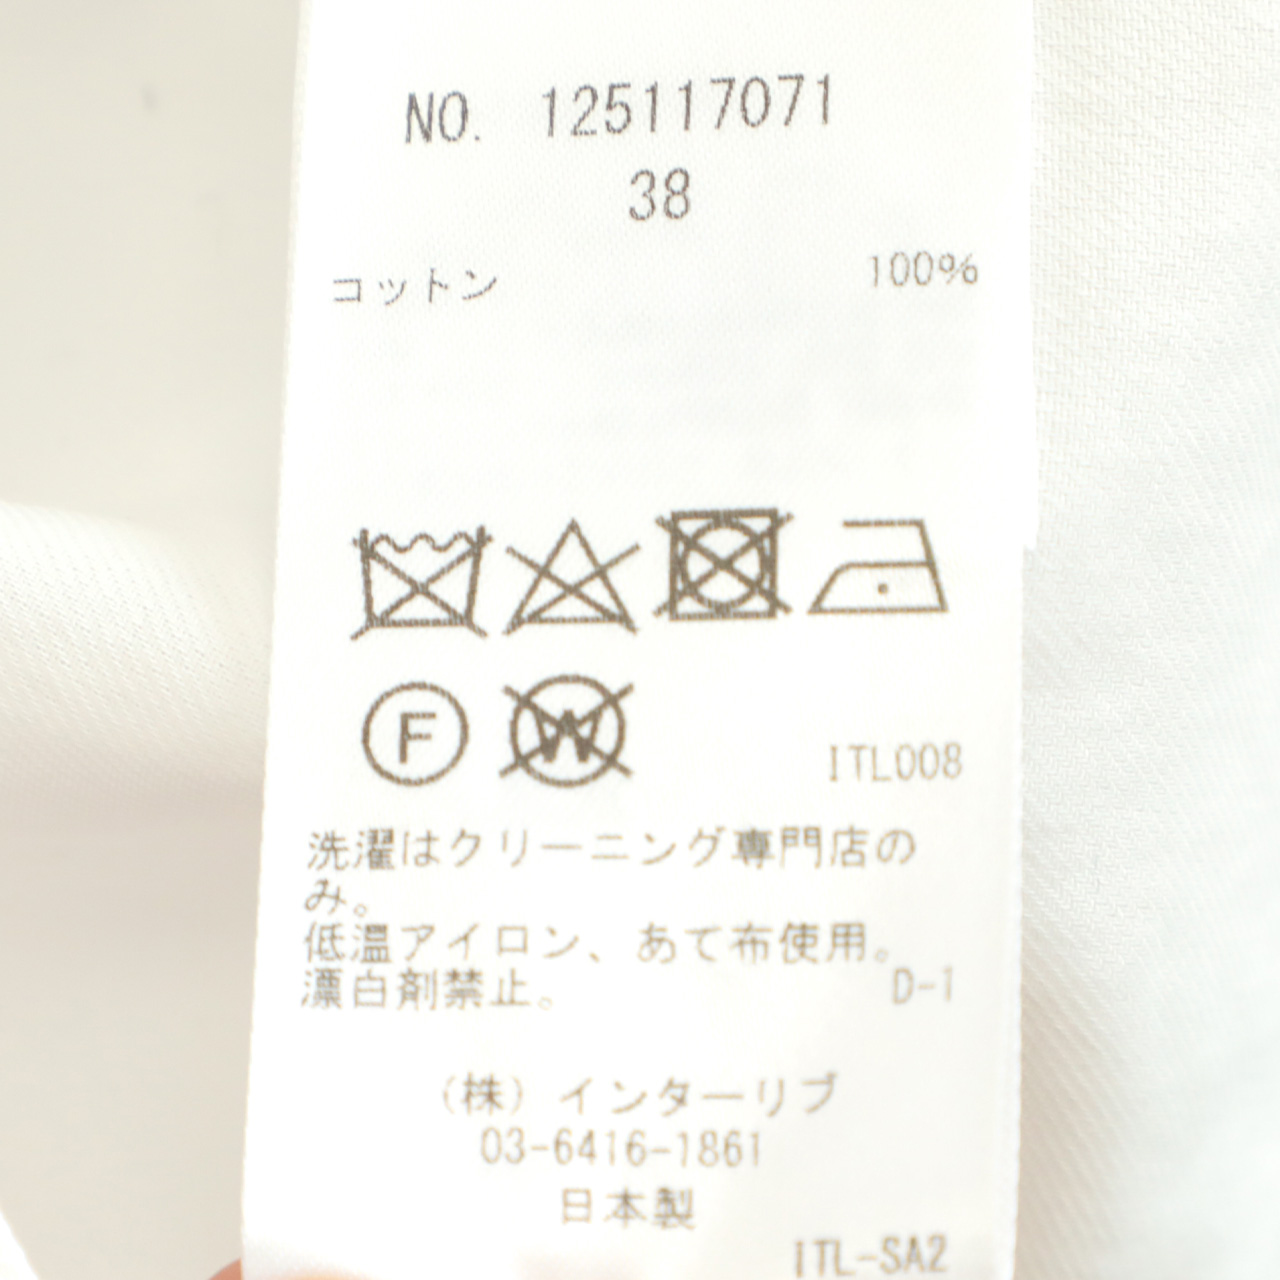 NO. 125117071
38
コットン 100%
F W ITL008
洗濯はクリーニング専門店の
み。
低温アイロン、あて布使用。
漂白剤禁止。 D-1
(株)インターリブ
03-6416-1861
日本製
ITL-SA2